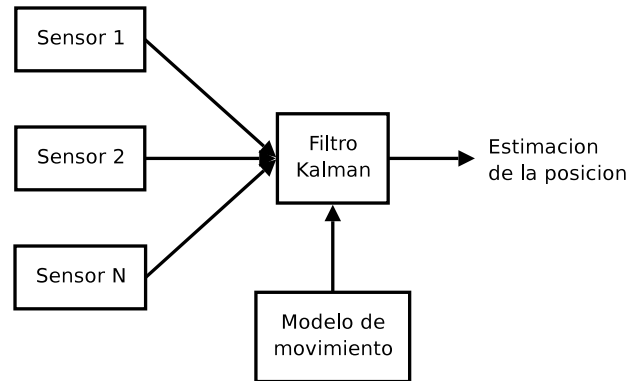 Sensor 1
Sensor 2
Sensor N
Filtro
Kalman
Estimacion
de la posicion
Modelo de
movimiento